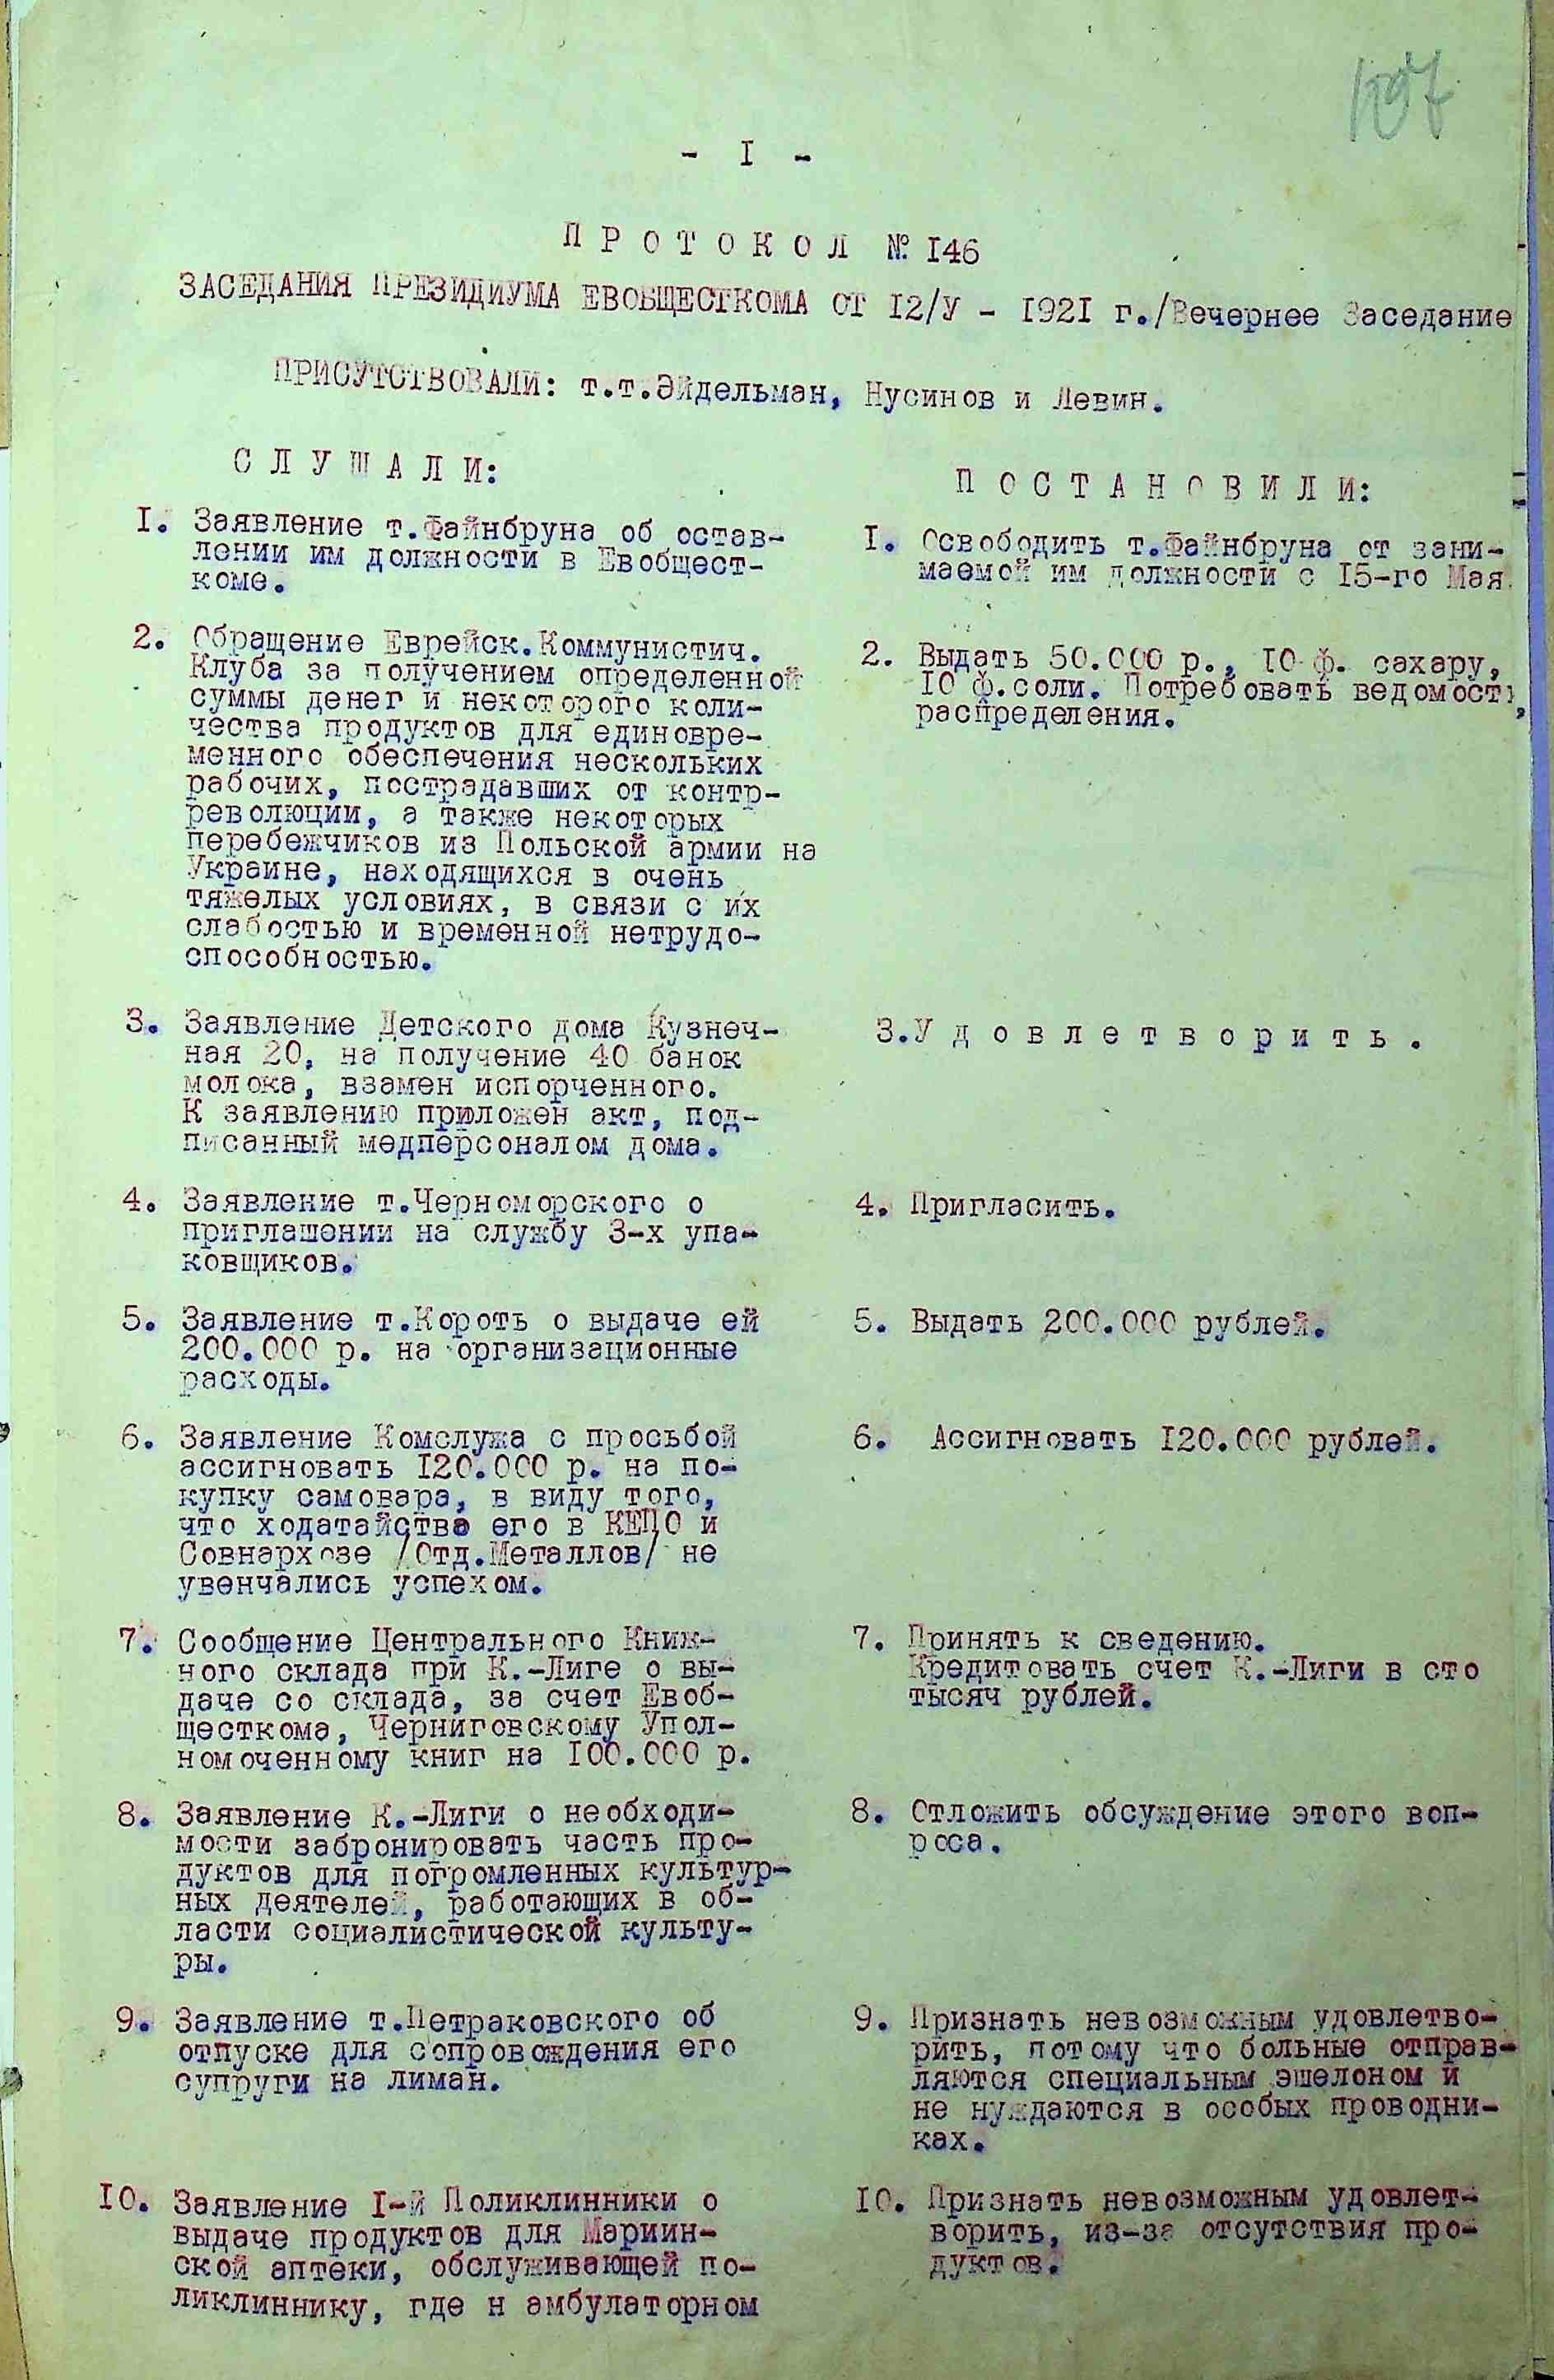 197
- I -
П Р О Т О К О Л № I46
ЗАСЕДАНИЯ ПРЕЗИДИУМА ЕВОБЩЕСТКОМА ОТ I2/У - I92I г./Вечернее Заседание
ПРИСУТСТВОВАЛИ: т.т.Эйдельман, Нусинов и Левин.
С Л У Ш А Л И:
I. Заявление т.Файнбруна об остав-
лении им должности в Евобщест-
коме.
2. Обращение Еврейск.Коммунистич.
Клуба за получением определенной
суммы денег и некоторого коли-
чества продуктов для единовре-
менного обеспечения нескольких
рабочих, пострадавших от контр-
революции, а также некоторых
перебежчиков из Польской армии на
Украине, находящихся в очень
тяжелых условиях, в связи с их
слабостью и временной нетрудо-
способностью.
3. Заявление Детского дома Кузнеч-
ная 20, на получение 40 банок
молока, взамен испорченного.
К заявлению приложен акт, под-
писанный медперсоналом дома.
4. Заявление т.Черноморского о
приглашении на службу 3-х упа-
ковщиков.
5. Заявление т.Короть о выдаче ей
200.000 р. на организационные
расходы.
6. Заявление Комслужа с просьбой
ассигновать I20.000 р. на по-
купку самовара, в виду того,
что ходатайства его в КЕПО и
Совнархозе /Отд.Металлов/ не
увенчались успехом.
7. Сообщение Центрального Книж-
ного склада при К.-Лиге о вы-
даче со склада, за счет Евоб-
щесткома, Черниговскому Упол-
номоченному книг на I00.000 р.
8. Заявление К.-Лиги о необходи-
мости забронировать часть про-
дуктов для погромленных культур-
ных деятелей, работающих в об-
ласти социалистической культу-
ры.
9. Заявление т.Петраковского об
отпуске для сопровождения его
супруги на лиман.
I0. Заявление I-й Поликлинники о
выдаче продуктов для Мариин-
ской аптеки, обслуживающей по-
ликлиннику, где н амбулаторном
П О С Т А Н О В И Л И:
I. Освободить т.Файнбруна от зани-
маемой им должности с I5-го Мая.
2. Выдать 50.000 р., I0 ф. сахару,
I0 ф.соли. Потребовать ведомость,
распределения.
3.У д о в л е т в о р и т ь .
4. Пригласить.
5. Выдать 200.000 рублей.
6. Ассигновать I20.000 рублей.
7. Принять к сведению.
Кредитовать счет К.-Лиги в сто
тысяч рублей.
8. Отложить обсуждение этого воп-
роса.
9. Признать невозможным удовлетво-
рить, потому что больные отправ-
ляются специальным эшелоном и
не нуждаются в особых проводни-
ках.
I0. Признать невозможным удовлет-
ворить, из-за отсутствия про-
дуктов.